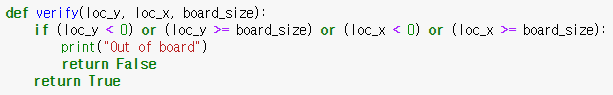 def verify(loc_y, loc_x, board_size):
    if (loc_y < 0) or (loc_y >= board_size) or (loc_x < 0) or (loc_x >= board_size):
        print("Out of board")
        return False
    return True